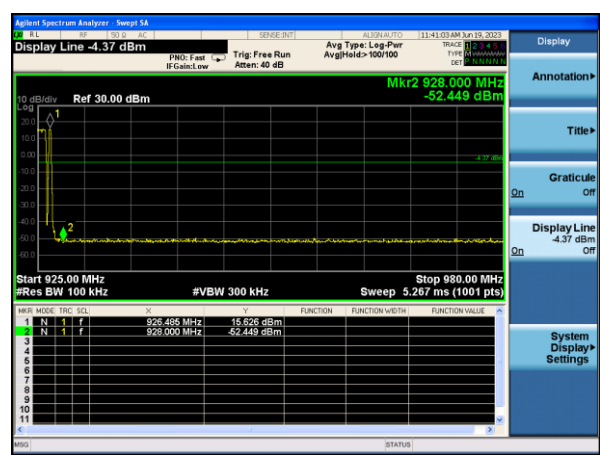 Agilent Spectrum Analyzer - Swept SA
RL RF 50 Ω AC SENSE:INT ALIGN AUTO 11:41:03 AM Jun 19, 2023
Display Line -4.37 dBm
PNO: Fast
IFGain:Low
Trig: Free Run
Atten: 40 dB
Avg Type: Log-Pwr
Avg|Hold:> 100/100
TRACE 1 2 3 4 5 6
TYPE
DET P N N N N N
Mkr2 928.000 MHz
-52.449 dBm
10 dB/div Ref 30.00 dBm
Log
20.0
10.0
0.00
-10.0
-20.0
-30.0
-40.0
-50.0
-60.0
1
2
-4.37 dBm
Start 925.00 MHz Stop 980.00 MHz
#Res BW 100 kHz #VBW 300 kHz Sweep 5.267 ms (1001 pts)
MKR MODE TRC SCL X Y FUNCTION FUNCTION WIDTH FUNCTION VALUE
1 N 1 f 926.485 MHz 15.626 dBm
2 N 1 f 928.000 MHz -52.449 dBm
3
4
5
6
7
8
9
10
11
MSG STATUS
Display
Annotation
Title
Graticule
On Off
Display Line
-4.37 dBm
On Off
System
Display
Settings